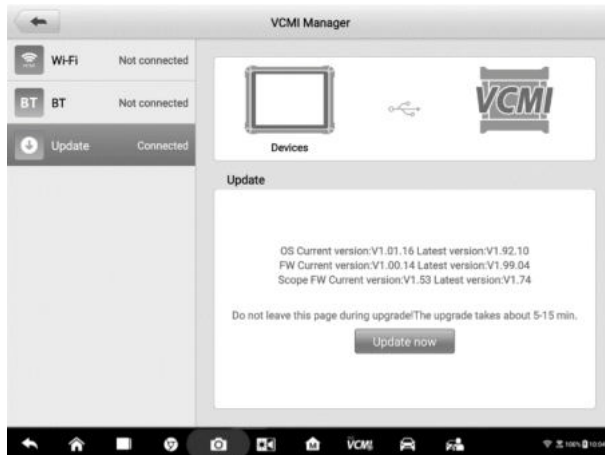 VCMI Manager
Wi-Fi Not connected
BT BT Not connected
Update Connected
VCMI
Devices
Update
OS Current version:V1.01.16 Latest version:V1.92.10
FW Current version:V1.00.14 Latest version:V1.99.04
Scope FW Current version:V1.53 Latest version:V1.74
Do not leave this page during upgrade!The upgrade takes about 5-15 min.
Update now
M VCMI 100% 10:04